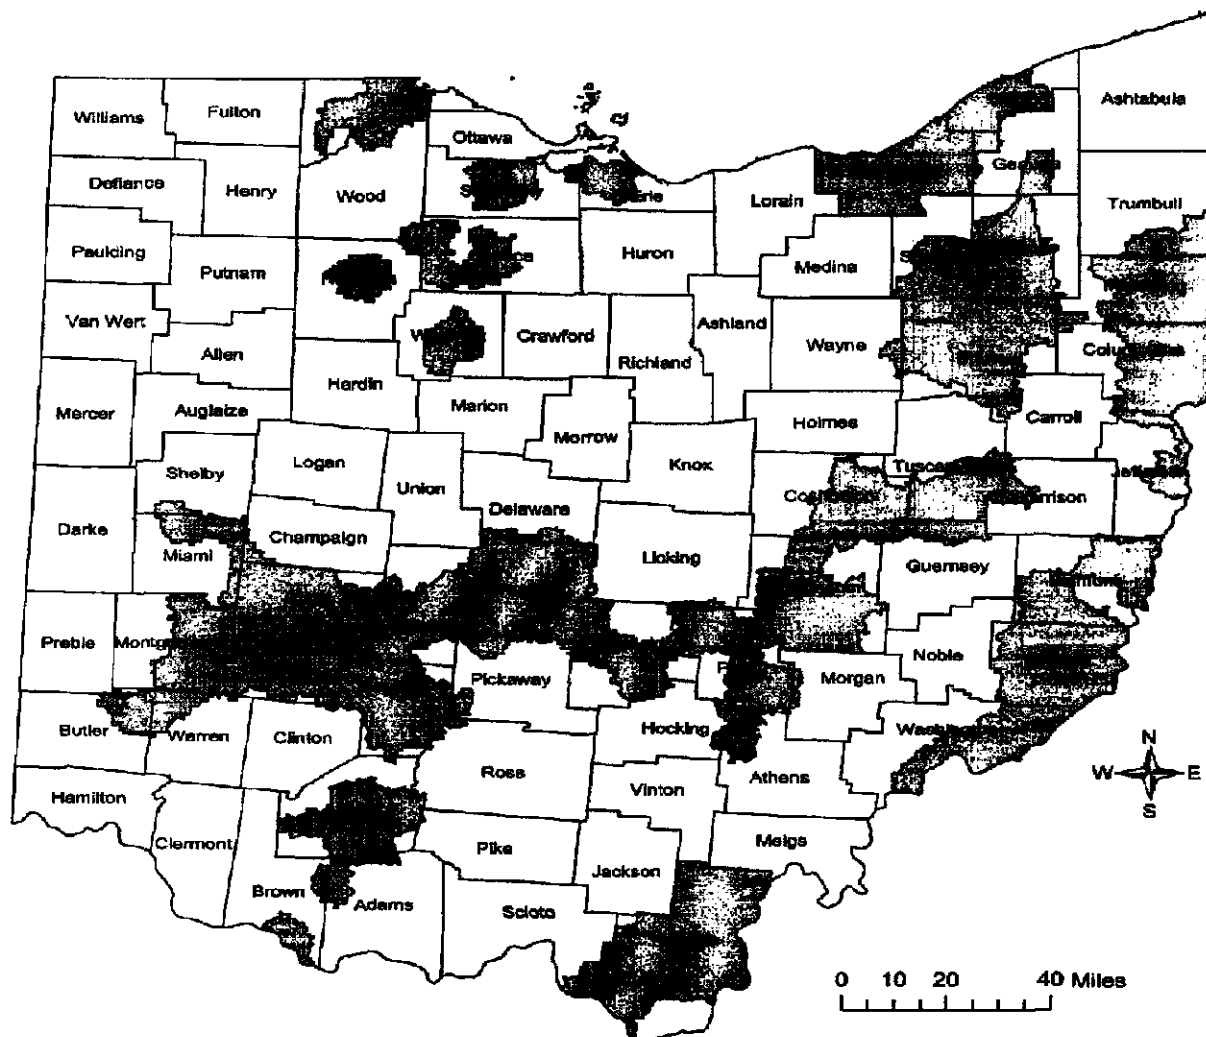 Ashtabula
Williams
Fulton
Ottawa
Defiance
Henry
Wood
Lorain
Trumbull
Paulding
Putnam
Huron
Medina
Van Wert
Allen
Crawford
Ashland
Wayne
Richland
Hardin
Mercer
Auglaize
Marion
Morrow
Holmes
Carroll
Shelby
Logan
Union
Knox
Darke
Miami
Champaign
Delaware
Licking
Guernsey
Preble
Pickaway
Noble
Morgan
Butler
Warren
Clinton
Hocking
Ross
Athens
Hamilton
Vinton
Clermont
Pike
Meigs
Jackson
Brown
Adams
Scioto
N
W
E
S
0 10 20 40 Miles